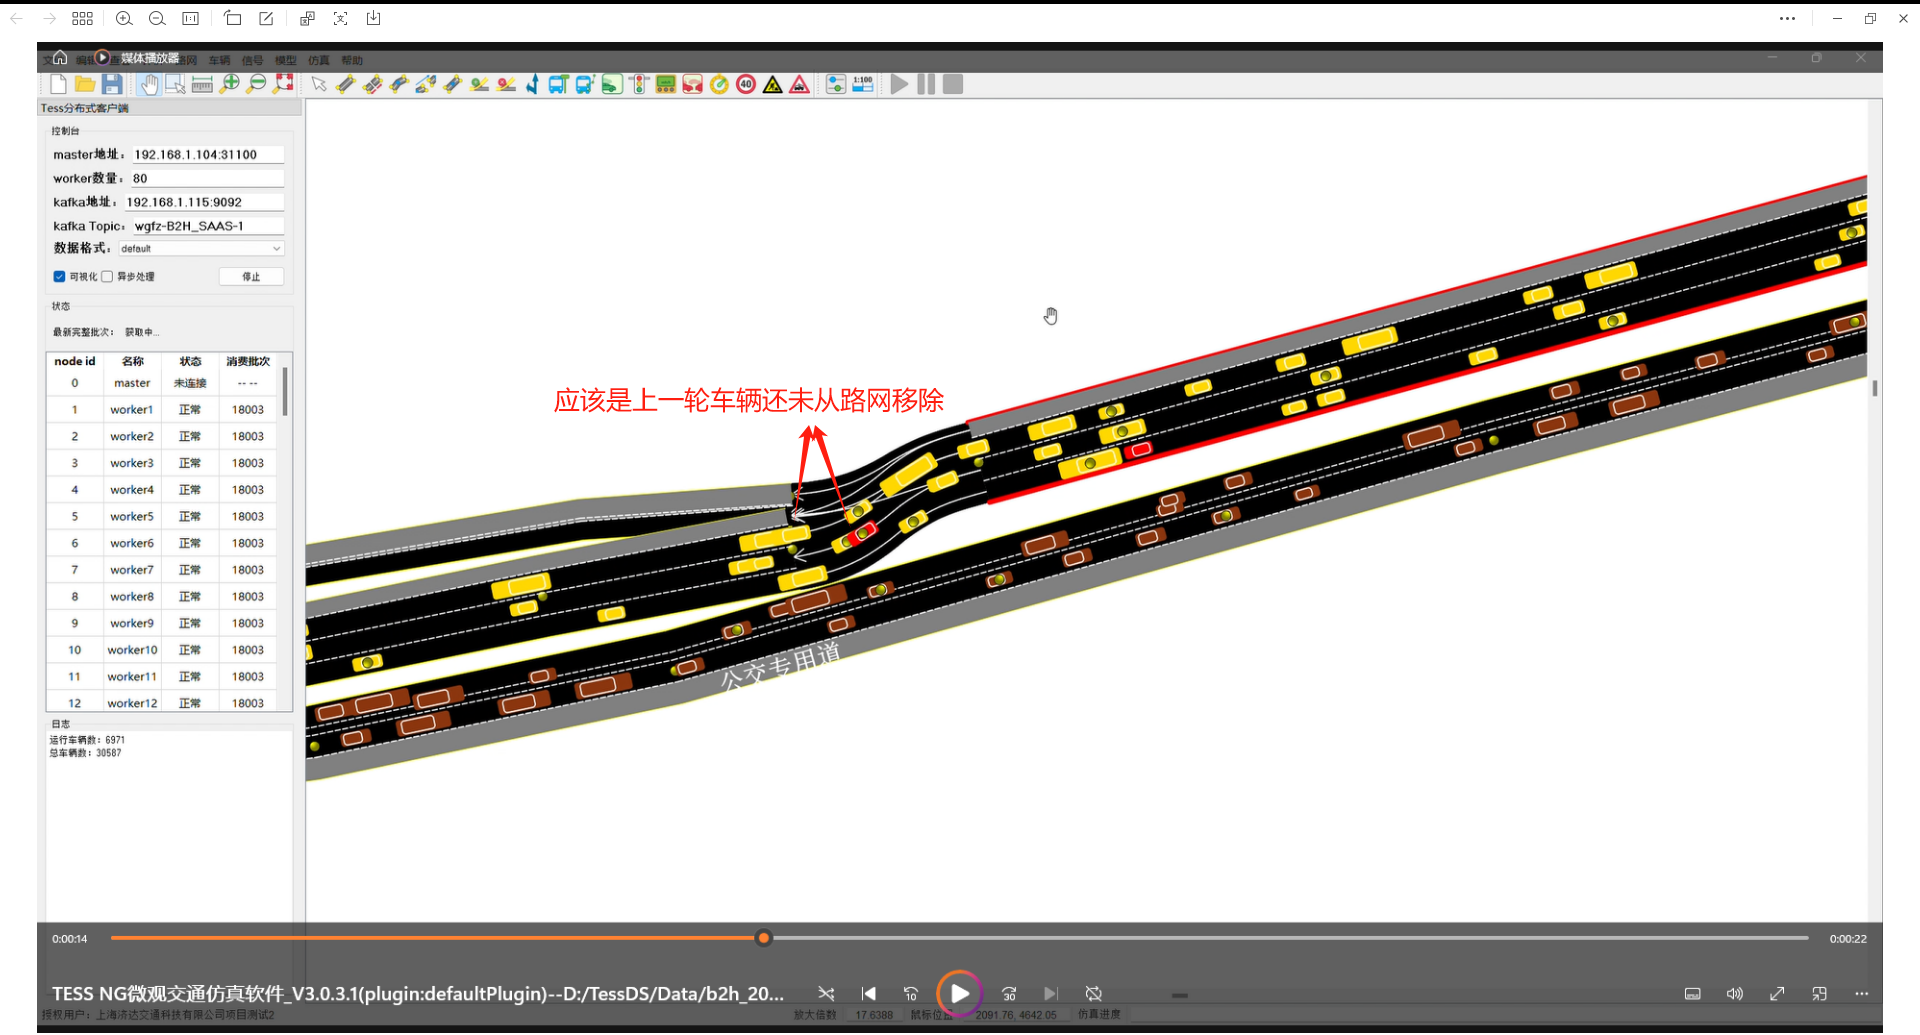 媒体播放器
车辆 信号 模型 仿真 帮助
40
1:100
Tess分布式客户端
控制台
master地址: 192.168.1.104:31100
worker数量: 80
kafka地址: 192.168.1.115:9092
kafka Topic: wgfz-B2H_SAAS-1
数据格式: default
可视化 异步处理 停止
状态
最新完整批次: 获取中...
node id 名称 状态 消费批次
0 master 未连接 -- --
1 worker1 正常 18003
2 worker2 正常 18003
3 worker3 正常 18003
4 worker4 正常 18003
5 worker5 正常 18003
6 worker6 正常 18003
7 worker7 正常 18003
8 worker8 正常 18003
9 worker9 正常 18003
10 worker10 正常 18003
11 worker11 正常 18003
12 worker12 正常 18003
日志
运行车辆数: 6971
总车辆数: 30587
应该是上一轮车辆还未从路网移除
公交专用道
0:00:14
0:00:22
TESS NG微观交通仿真软件_V3.0.3.1(plugin:defaultPlugin)--D:/TessDS/Data/b2h_20...
10
30
授权用户: 上海济达交通科技有限公司项目测试2
放大倍数 17.6388 鼠标位置 2091.76, 4642.05 仿真进度